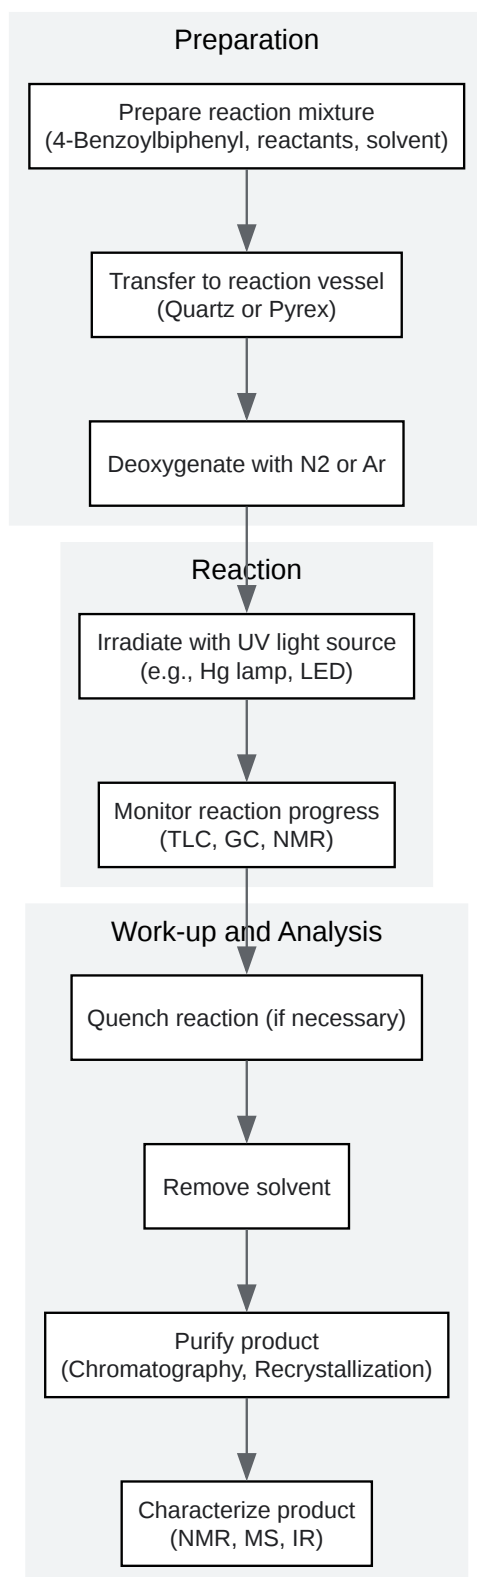 Preparation
Prepare reaction mixture
(4-Benzoylbiphenyl, reactants, solvent)
Transfer to reaction vessel
(Quartz or Pyrex)
Deoxygenate with N2 or Ar
Reaction
Irradiate with UV light source
(e.g., Hg lamp, LED)
Monitor reaction progress
(TLC, GC, NMR)
Work-up and Analysis
Quench reaction (if necessary)
Remove solvent
Purify product
(Chromatography, Recrystallization)
Characterize product
(NMR, MS, IR)